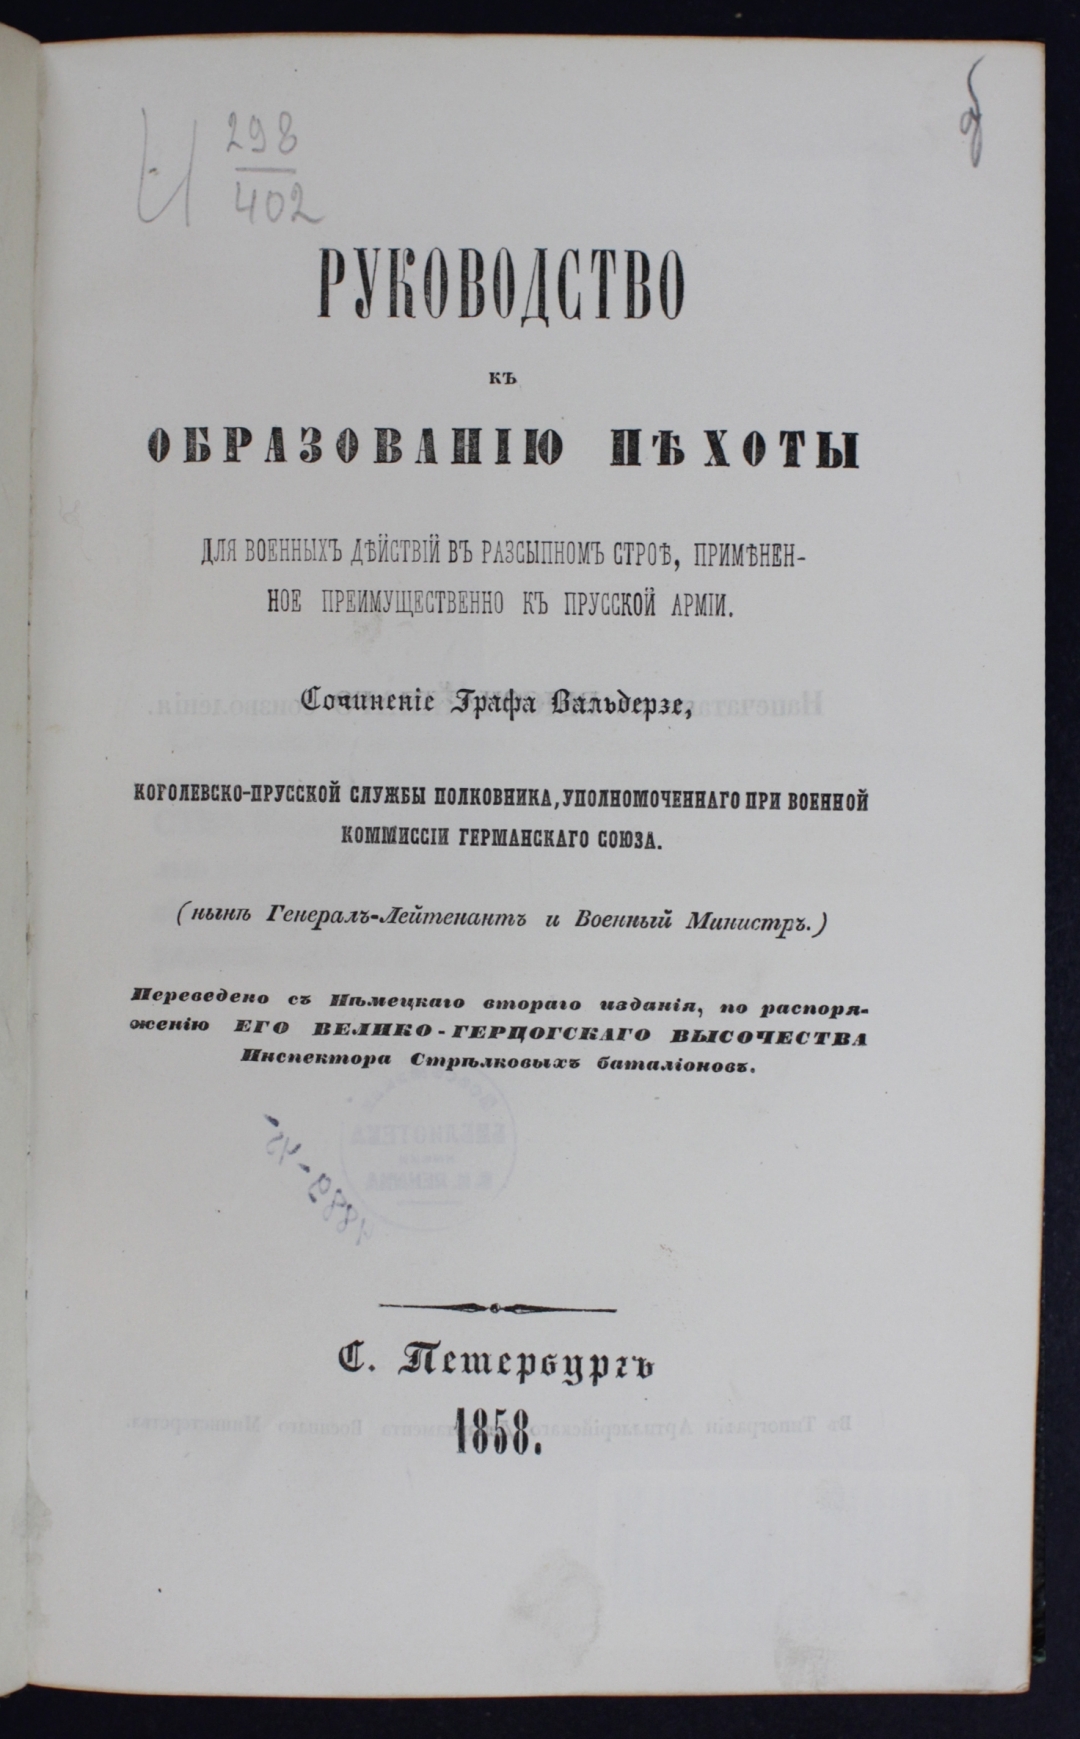 298
402
РУКОВОДСТВО
къ
ОБРАЗОВАНІЮ ПѢХОТЫ
ДЛЯ ВОЕННЫХЪ ДѢЙСТВІЙ ВЪ РАЗСЫПНОМЪ СТРОѢ, ПРИМѢНЕН-
НОЕ ПРЕИМУЩЕСТВЕННО КЪ ПРУССКОЙ АРМІИ.
Сочиненіе Графа Вальдерзе,
КОРОЛЕВСКО-ПРУССКОЙ СЛУЖБЫ ПОЛКОВНИКА, УПОЛНОМОЧЕННАГО ПРИ ВОЕННОЙ
КОММИССІИ ГЕРМАНСКАГО СОЮЗА.
(нынѣ Генералъ-Лейтенантъ и Военный Министръ.)
Переведено съ Нѣмецкаго втораго изданія, по распоря-
женію ЕГО ВЕЛИКО-ГЕРЦОГСКАГО ВЫСОЧЕСТВА
Инспектора Стрѣлковыхъ баталіоновъ.
С. Петербургъ
1858.